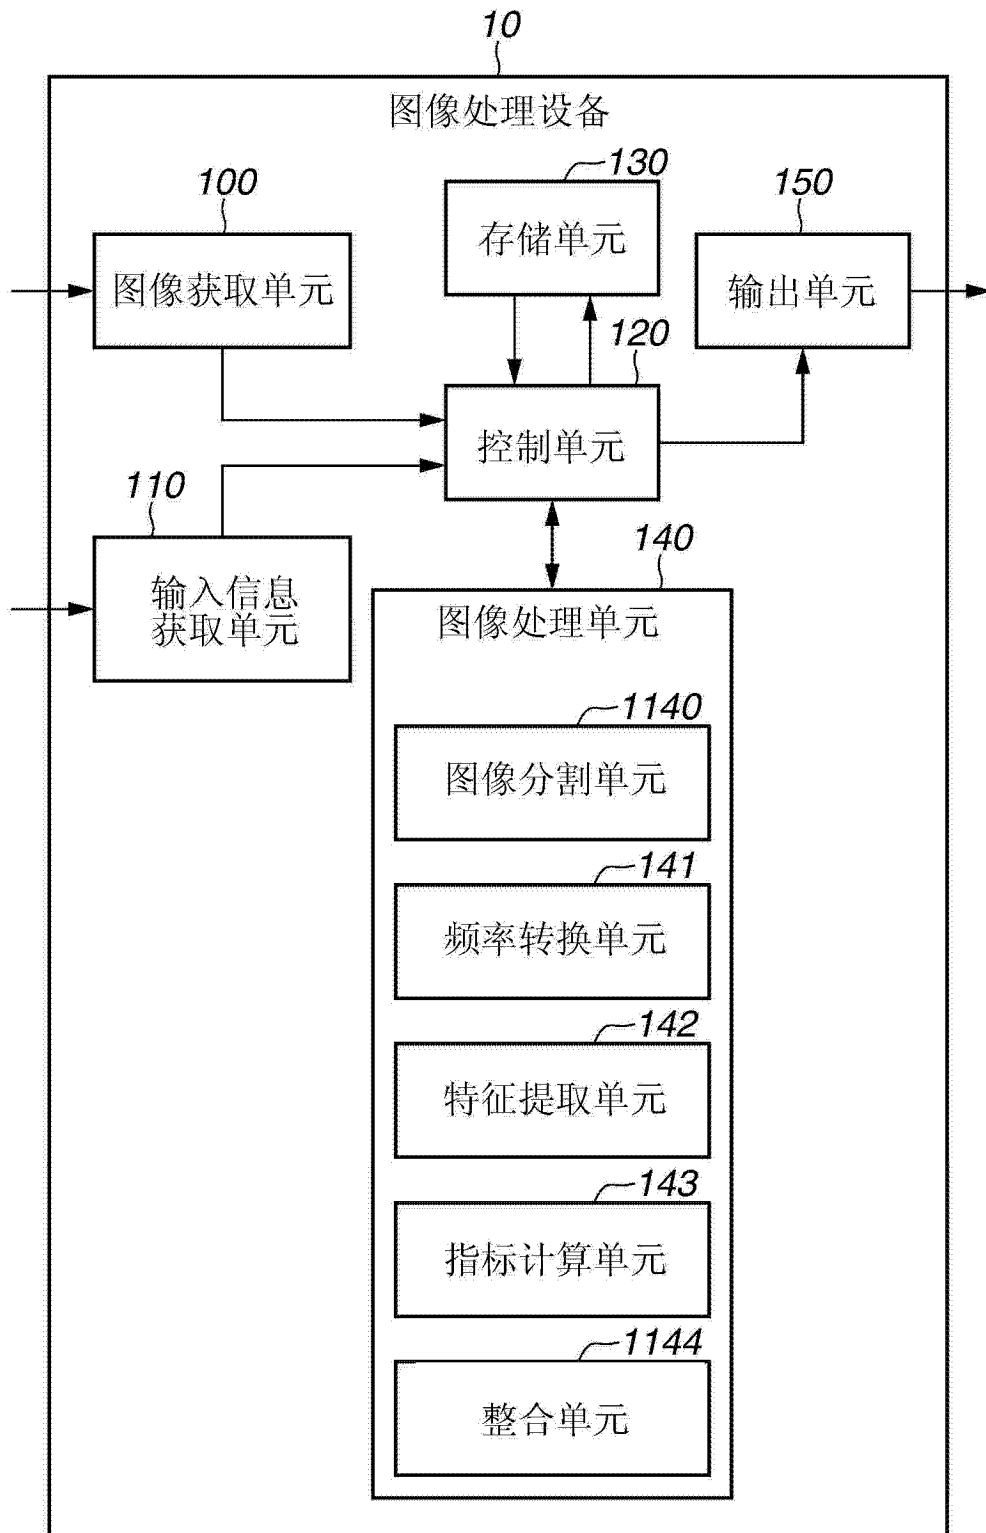 10
图像处理设备
130
100
150
存储单元
图像获取单元
输出单元
120
控制单元
110
140
输入信息
获取单元
图像处理单元
1140
图像分割单元
141
频率转换单元
142
特征提取单元
143
指标计算单元
1144
整合单元